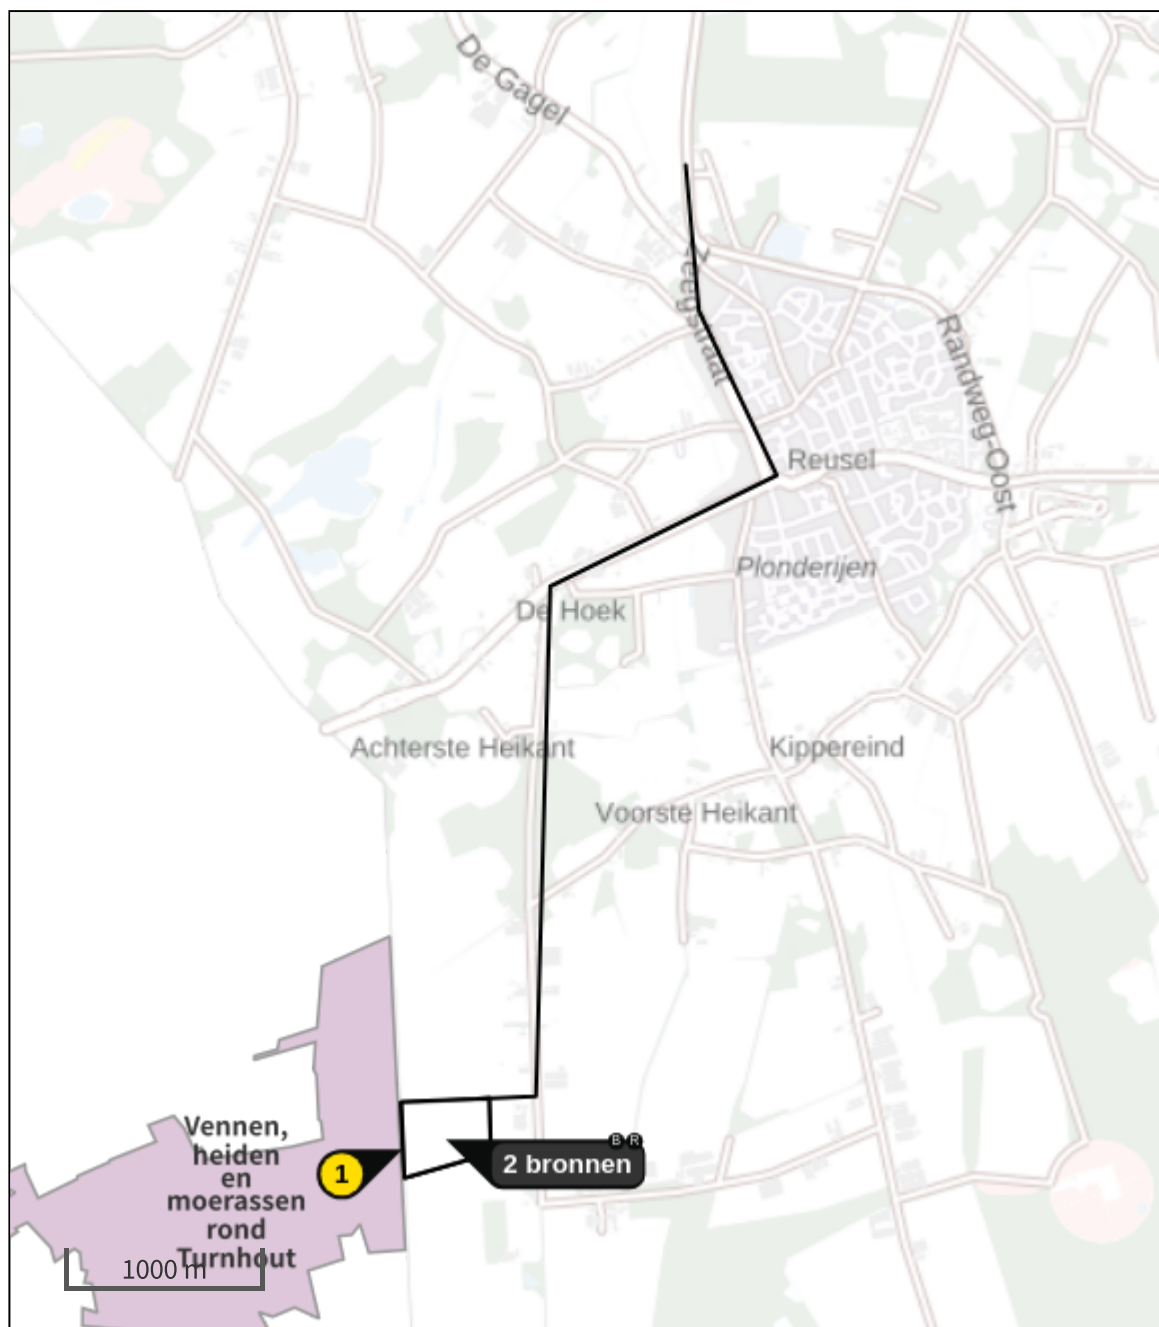 De Gagel
Zeegstraat
Randweg-Oost
Reusel
Plonderijen
De Hoek
Achterste Heikant
Kippereind
Voorste Heikant
Vennen,
heiden
en
moerassen
rond
Turnhout
1
B R
2 bronnen
1000 m